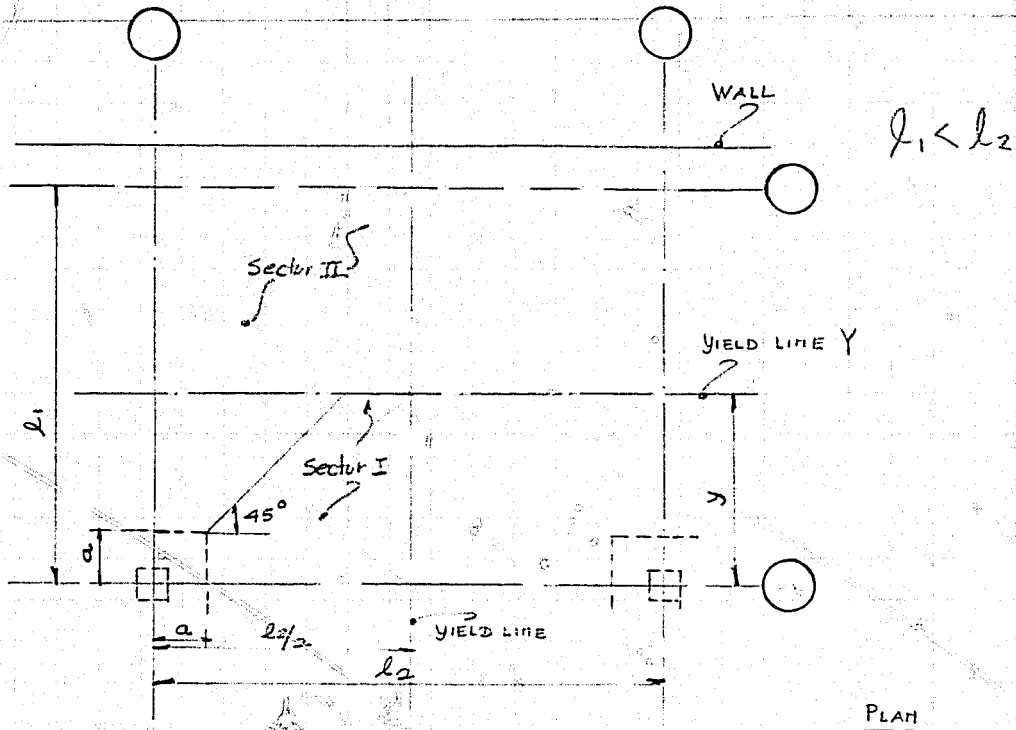 WALL
l₁ < l₂
Sector II
YIELD LINE Y
l₁
Sector I
y
45°
a
a
l₂/₂
YIELD LINE
l₂
PLAN